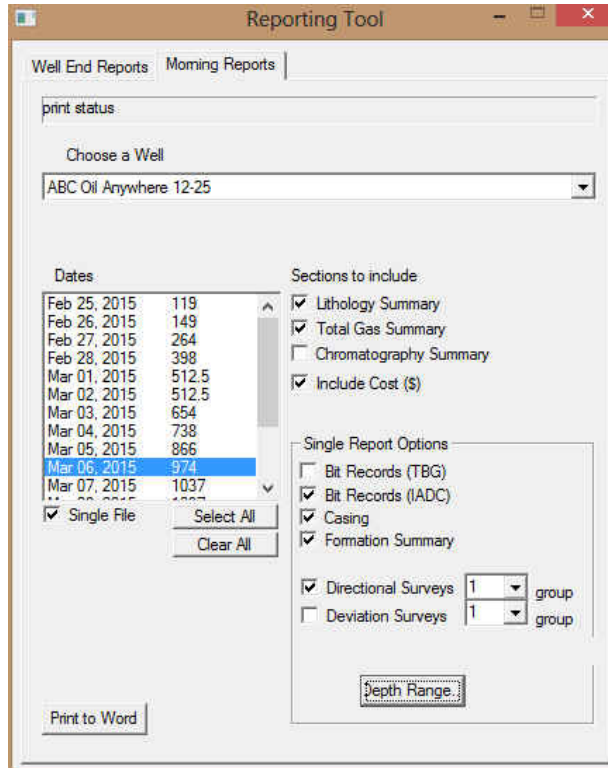 Reporting Tool
Well End Reports
Morning Reports
print status
Choose a Well
ABC Oil Anywhere 12-25
Dates
Feb 25, 2015 119
Feb 26, 2015 149
Feb 27, 2015 264
Feb 28, 2015 398
Mar 01, 2015 512.5
Mar 02, 2015 512.5
Mar 03, 2015 654
Mar 04, 2015 738
Mar 05, 2015 866
Mar 06, 2015 974
Mar 07, 2015 1037
Single File
Select All
Clear All
Sections to include
Lithology Summary
Total Gas Summary
Chromatography Summary
Include Cost ($)
Single Report Options
Bit Records (TBG)
Bit Records (IADC)
Casing
Formation Summary
Directional Surveys 1 group
Deviation Surveys 1 group
Depth Range..
Print to Word